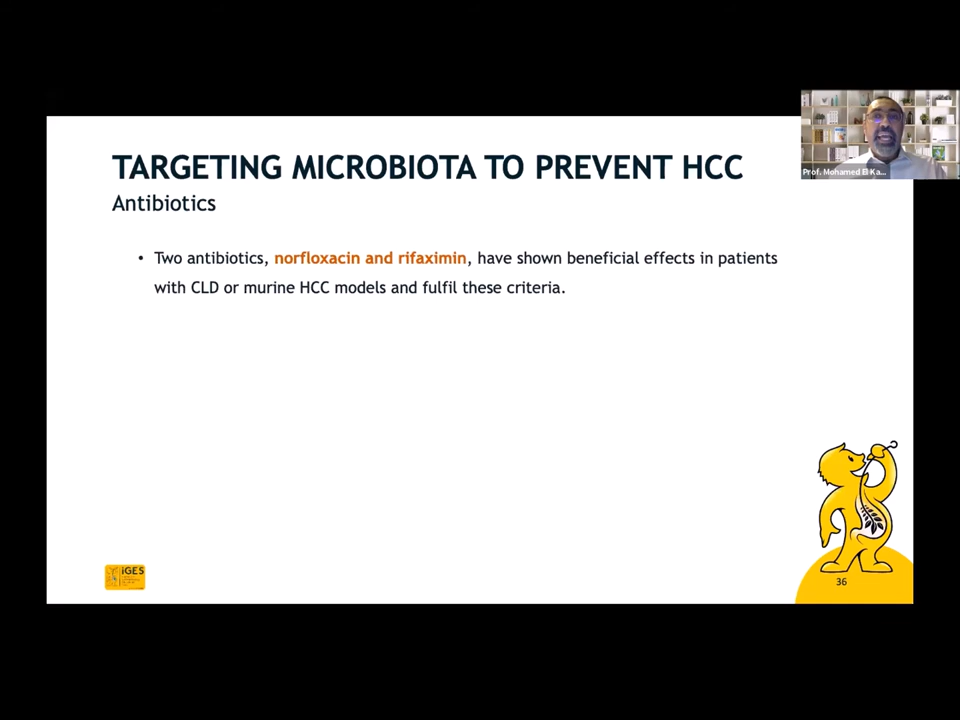 TARGETING MICROBIOTA TO PREVENT HCC
Antibiotics
Prof. Mohamed El Ka...
• Two antibiotics, norfloxacin and rifaximin, have shown beneficial effects in patients
with CLD or murine HCC models and fulfil these criteria.
iGES
36